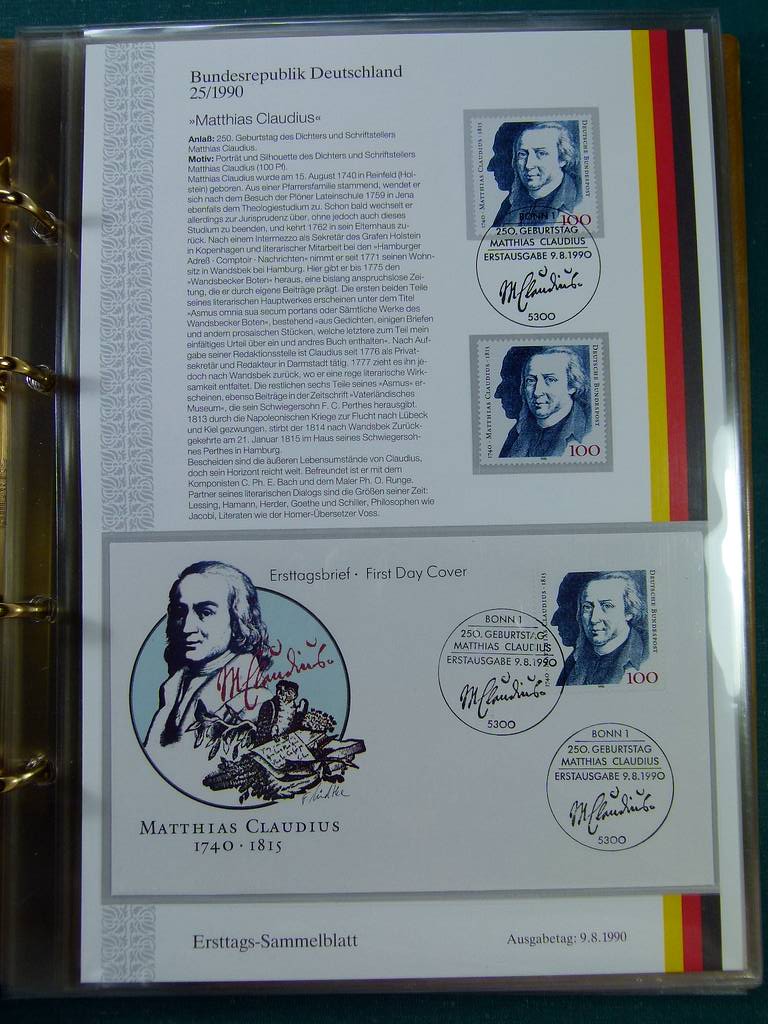 Bundesrepublik Deutschland
25/1990
»Matthias Claudius«
Anlaß: 250. Geburtstag des Dichters und Schriftstellers
Matthias Claudius.
Motiv: Porträt und Silhouette des Dichters und Schriftstellers
Matthias Claudius (100 Pf).
Matthias Claudius wurde am 15. August 1740 in Reinfeld (Hol-
stein) geboren. Aus einer Pfarrersfamilie stammend, wendet er
sich nach dem Besuch der Plöner Lateinschule 1759 in Jena
ebenfalls dem Theologiestudium zu. Schon bald wechselt er
allerdings zur Jurisprudenz über, ohne jedoch auch dieses
Studium zu beenden, und kehrt 1762 in sein Elternhaus zu-
rück. Nach einem Intermezzo als Sekretär des Grafen Holstein
in Kopenhagen und literarischer Mitarbeit bei den »Hamburger
Adreß - Comptoir - Nachrichten« nimmt er seit 1771 seinen Wohn-
sitz in Wandsbek bei Hamburg. Hier gibt er bis 1775 den
»Wandsbecker Boten« heraus, eine bislang anspruchslose Zei-
tung, die er durch eigene Beiträge prägt. Die ersten beiden Teile
seines literarischen Hauptwerkes erscheinen unter dem Titel
»Asmus omnia sua secum portans oder Sämtliche Werke des
Wandsbecker Boten«, bestehend »aus Gedichten, einigen Briefen
und andern prosaischen Stücken, welche letztere zum Teil mein
einfältiges Urteil über ein und andres Buch enthalten«. Nach Auf-
gabe seiner Redaktionsstelle ist Claudius seit 1776 als Privat-
sekretär und Redakteur in Darmstadt tätig. 1777 zieht es ihn je-
doch nach Wandsbek zurück, wo er eine rege literarische Wirk-
samkeit entfaltet. Die restlichen sechs Teile seines »Asmus« er-
scheinen, ebenso Beiträge in der Zeitschrift »Vaterländisches
Museum«, die sein Schwiegersohn F. C. Perthes herausgibt.
1813 durch die Napoleonischen Kriege zur Flucht nach Lübeck
und Kiel gezwungen, stirbt der 1814 nach Wandsbek Zurück-
gekehrte am 21. Januar 1815 im Haus seines Schwiegersoh-
nes Perthes in Hamburg.
Bescheiden sind die äußeren Lebensumstände von Claudius,
doch sein Horizont reicht weit. Befreundet ist er mit dem
Komponisten C. Ph. E. Bach und dem Maler Ph. O. Runge.
Partner seines literarischen Dialogs sind die Größen seiner Zeit:
Lessing, Hamann, Herder, Goethe und Schiller, Philosophen wie
Jacobi, Literaten wie der Homer-Übersetzer Voss.
1740 · MATTHIAS CLAUDIUS · 1815
DEUTSCHE BUNDESPOST
100
BONN 1
250. GEBURTSTAG
MATTHIAS CLAUDIUS
ERSTAUSGABE 9.8.1990
M Claudius.
5300
1740 · MATTHIAS CLAUDIUS · 1815
DEUTSCHE BUNDESPOST
100
Ersttagsbrief · First Day Cover
M Claudius.
MATTHIAS CLAUDIUS
1740 · 1815
1740 · MATTHIAS CLAUDIUS · 1815
DEUTSCHE BUNDESPOST
100
BONN 1
250. GEBURTSTAG
MATTHIAS CLAUDIUS
ERSTAUSGABE 9.8.1990
M Claudius.
5300
BONN 1
250. GEBURTSTAG
MATTHIAS CLAUDIUS
ERSTAUSGABE 9.8.1990
M Claudius.
5300
Ersttags-Sammelblatt
Ausgabetag: 9.8.1990